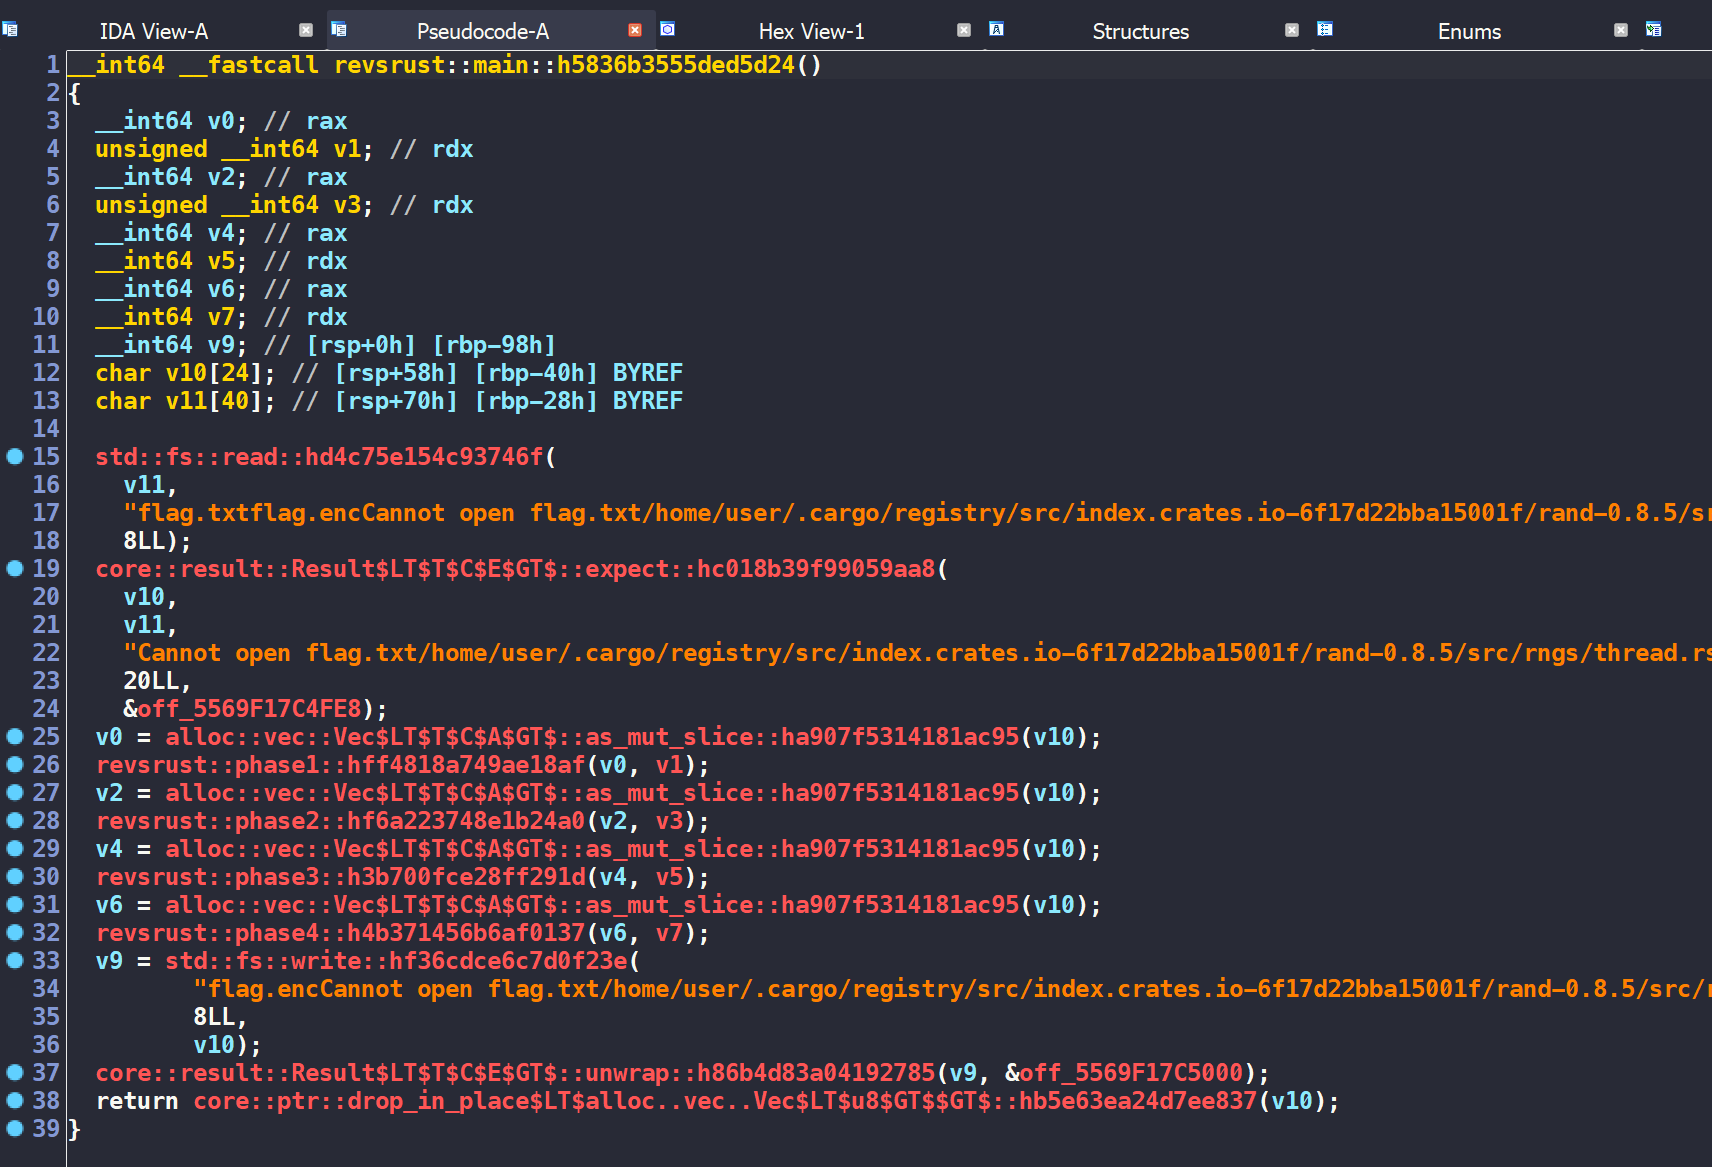 IDA View-A Pseudocode-A Hex View-1 Structures Enums
1 __int64 __fastcall revsrust::main::h5836b3555ded5d24()
2 {
3 __int64 v0; // rax
4 unsigned __int64 v1; // rdx
5 __int64 v2; // rax
6 unsigned __int64 v3; // rdx
7 __int64 v4; // rax
8 __int64 v5; // rdx
9 __int64 v6; // rax
10 __int64 v7; // rdx
11 __int64 v9; // [rsp+0h] [rbp-98h]
12 char v10[24]; // [rsp+58h] [rbp-40h] BYREF
13 char v11[40]; // [rsp+70h] [rbp-28h] BYREF
14
15 std::fs::read::hd4c75e154c93746f(
16 v11,
17 "flag.txtflag.encCannot open flag.txt/home/user/.cargo/registry/src/index.crates.io-6f17d22bba15001f/rand-0.8.5/sr
18 8LL);
19 core::result::Result$LT$T$C$E$GT$::expect::hc018b39f99059aa8(
20 v10,
21 v11,
22 "Cannot open flag.txt/home/user/.cargo/registry/src/index.crates.io-6f17d22bba15001f/rand-0.8.5/src/rngs/thread.rs
23 20LL,
24 &off_5569F17C4FE8);
25 v0 = alloc::vec::Vec$LT$T$C$A$GT$::as_mut_slice::ha907f5314181ac95(v10);
26 revsrust::phase1::hff4818a749ae18af(v0, v1);
27 v2 = alloc::vec::Vec$LT$T$C$A$GT$::as_mut_slice::ha907f5314181ac95(v10);
28 revsrust::phase2::hf6a223748e1b24a0(v2, v3);
29 v4 = alloc::vec::Vec$LT$T$C$A$GT$::as_mut_slice::ha907f5314181ac95(v10);
30 revsrust::phase3::h3b700fce28ff291d(v4, v5);
31 v6 = alloc::vec::Vec$LT$T$C$A$GT$::as_mut_slice::ha907f5314181ac95(v10);
32 revsrust::phase4::h4b371456b6af0137(v6, v7);
33 v9 = std::fs::write::hf36cdce6c7d0f23e(
34 "flag.encCannot open flag.txt/home/user/.cargo/registry/src/index.crates.io-6f17d22bba15001f/rand-0.8.5/src/r
35 8LL,
36 v10);
37 core::result::Result$LT$T$C$E$GT$::unwrap::h86b4d83a04192785(v9, &off_5569F17C5000);
38 return core::ptr::drop_in_place$LT$alloc..vec..Vec$LT$u8$GT$$GT$::hb5e63ea24d7ee837(v10);
39 }